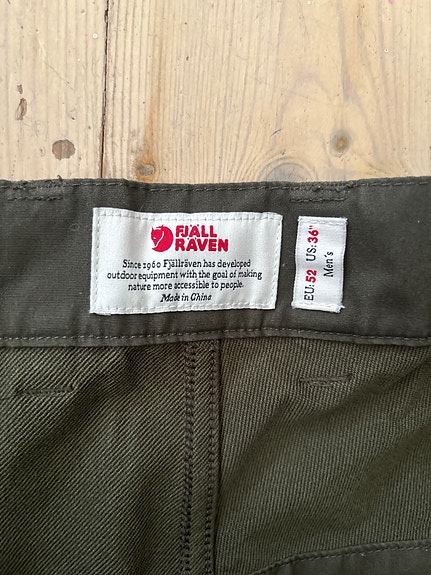 FJÄLL
RÄVEN
Since 1960 Fjällräven has developed
outdoor equipment with the goal of making
nature more accessible to people.
Made in China
EU: 52 US: 36"
Men's